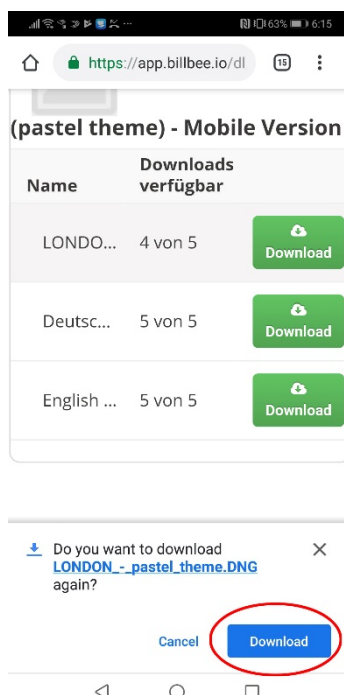 63% 6:15
https://app.billbee.io/dl 15
(pastel theme) - Mobile Version
Name Downloads verfügbar
LONDO... 4 von 5 Download
Deutsc... 5 von 5 Download
English ... 5 von 5 Download
Do you want to download
LONDON_-_pastel_theme.DNG
again?
Cancel Download